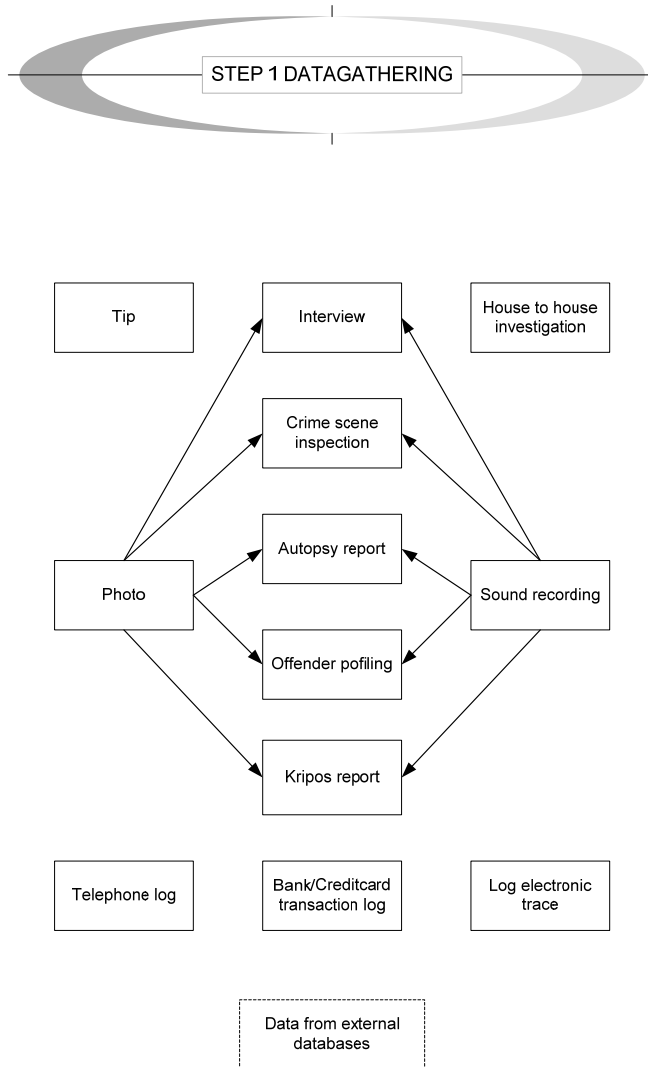 STEP 1 DATAGATHERING
Tip
Interview
House to house
investigation
Crime scene
inspection
Autopsy report
Photo
Sound recording
Offender pofiling
Kripos report
Telephone log
Bank/Creditcard
transaction log
Log electronic
trace
Data from external
databases